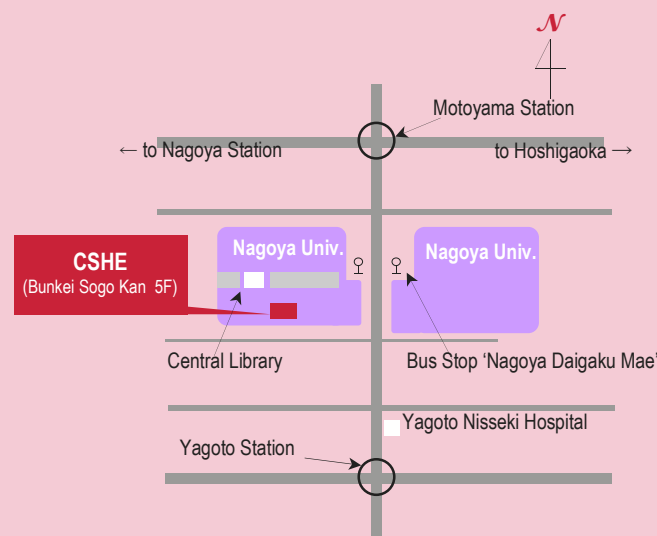 N
Motoyama Station
← to Nagoya Station
to Hoshigaoka →
Nagoya Univ.
Nagoya Univ.
CSHE
(Bunkei Sogo Kan 5F)
Central Library
Bus Stop ‘Nagoya Daigaku Mae’
Yagoto Nisseki Hospital
Yagoto Station